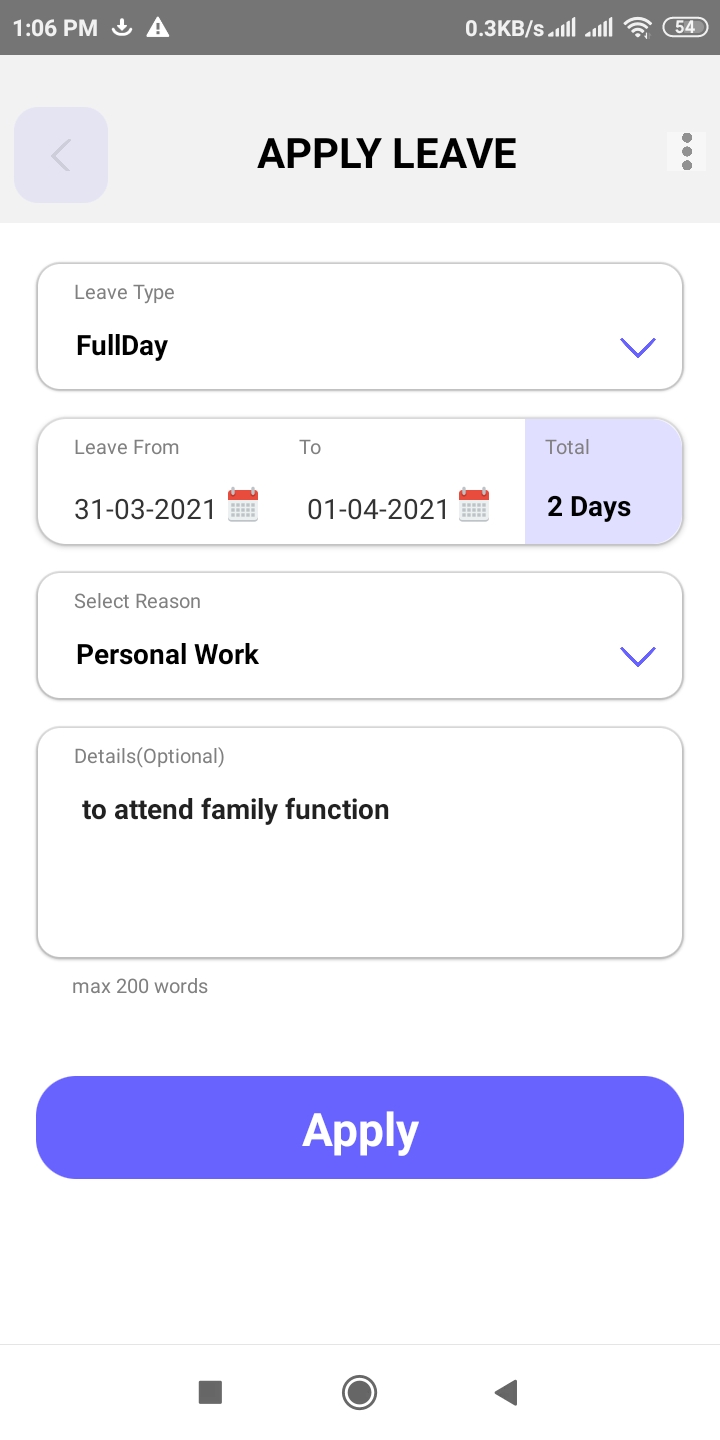 1:06 PM 0.3KB/s 54
APPLY LEAVE
Leave Type
FullDay
Leave From To Total
31-03-2021 01-04-2021 2 Days
Select Reason
Personal Work
Details(Optional)
to attend family function
max 200 words
Apply